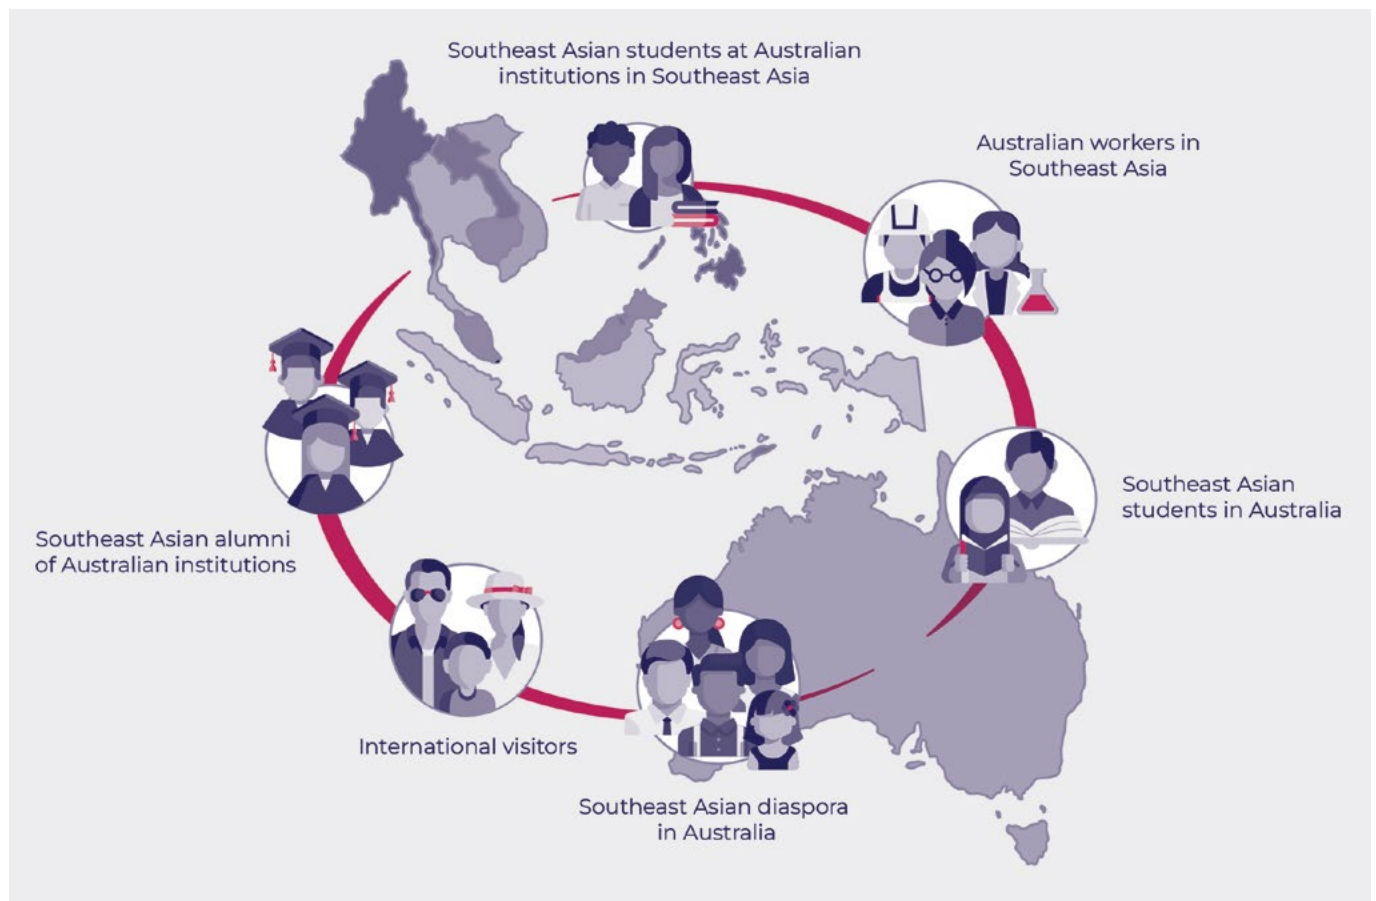 Southeast Asian students at Australian
institutions in Southeast Asia
Australian workers in
Southeast Asia
Southeast Asian
students in Australia
Southeast Asian alumni
of Australian institutions
International visitors
Southeast Asian diaspora
in Australia